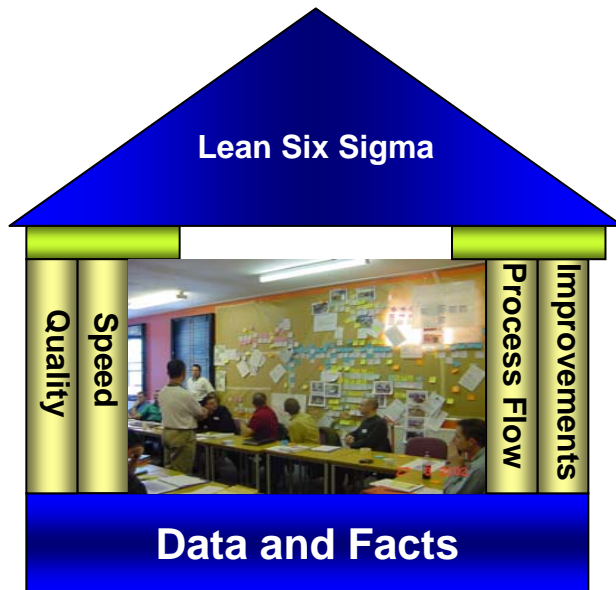 Lean Six Sigma
Quality
Speed
Process Flow
Improvements
Data and Facts